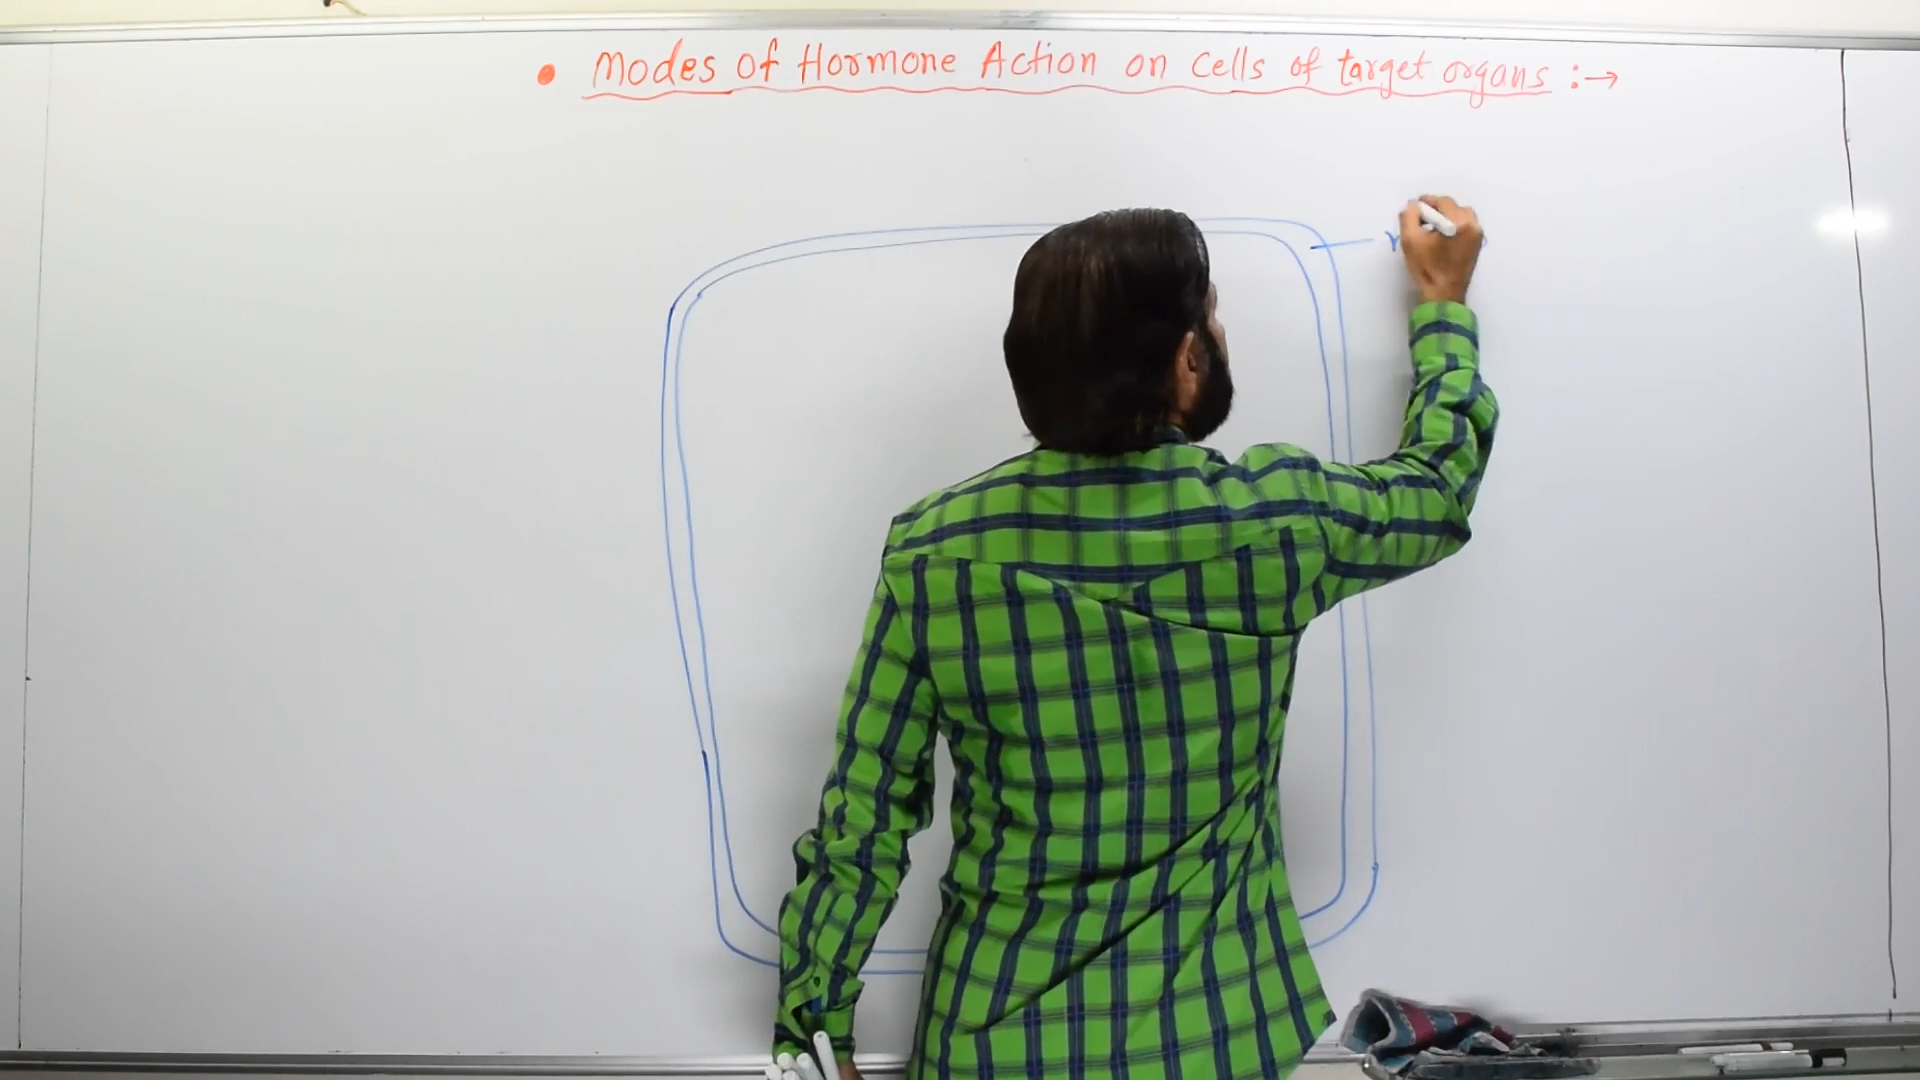 • Modes of Hormone Action on cells of target organs :→